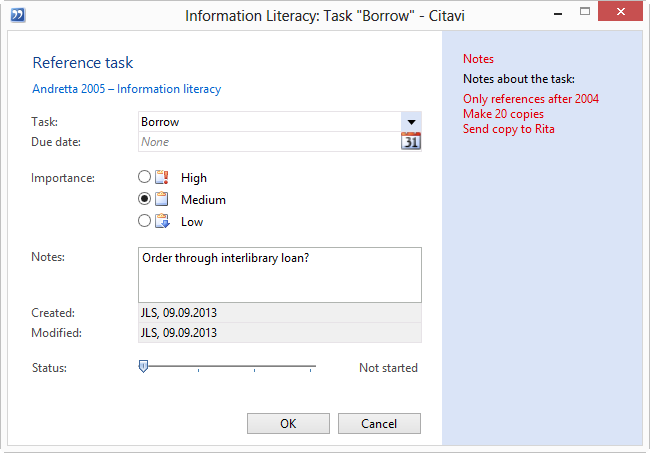 Information Literacy: Task "Borrow" - Citavi
Reference task
Andretta 2005 – Information literacy
Task: Borrow
Due date: None 31
Importance: High
Medium
Low
Notes: Order through interlibrary loan?
Created: JLS, 09.09.2013
Modified: JLS, 09.09.2013
Status: Not started
OK Cancel
Notes
Notes about the task:
Only references after 2004
Make 20 copies
Send copy to Rita